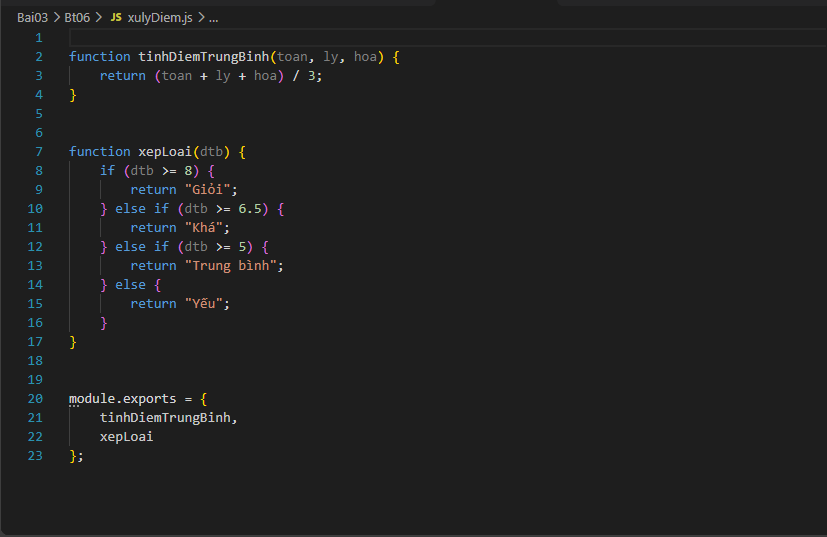 Bai03 > Bt06 > JS xulyDiem.js > ...
1
2 function tinhDiemTrungBinh(toan, ly, hoa) {
3     return (toan + ly + hoa) / 3;
4 }
5
6
7 function xepLoai(dtb) {
8     if (dtb >= 8) {
9         return "Giỏi";
10     } else if (dtb >= 6.5) {
11         return "Khá";
12     } else if (dtb >= 5) {
13         return "Trung bình";
14     } else {
15         return "Yếu";
16     }
17 }
18
19
20 module.exports = {
21     tinhDiemTrungBinh,
22     xepLoai
23 };